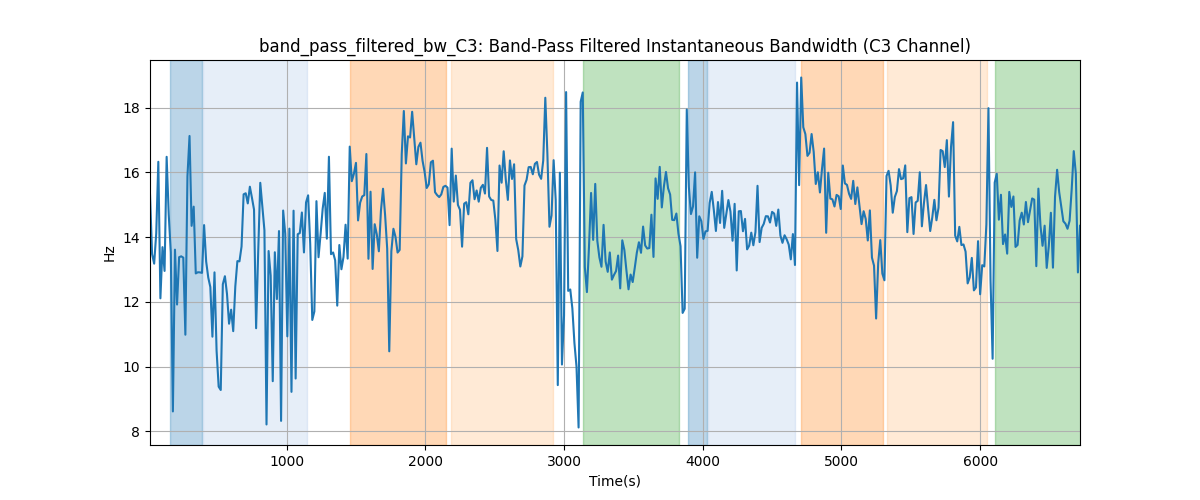 band_pass_filtered_bw_C3: Band-Pass Filtered Instantaneous Bandwidth (C3 Channel)
18
16
14
12
10
8
Hz
1000 2000 3000 4000 5000 6000
Time(s)